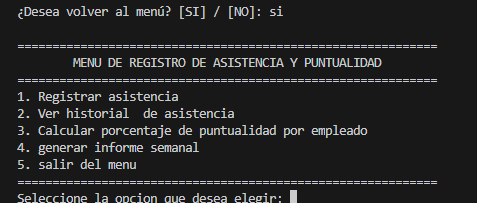 ¿Desea volver al menú? [SI] / [NO]: si
============================================================
MENU DE REGISTRO DE ASISTENCIA Y PUNTUALIDAD
============================================================
1. Registrar asistencia
2. Ver historial  de asistencia
3. Calcular porcentaje de puntualidad por empleado
4. generar informe semanal
5. salir del menu
============================================================
Seleccione la opcion que desea elegir: